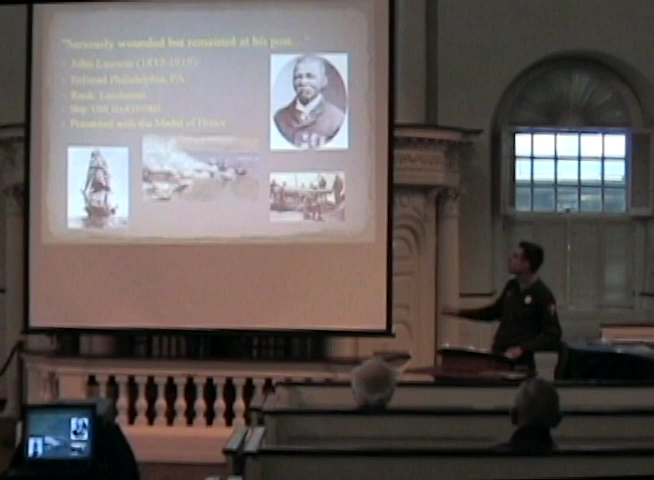 "Seriously wounded but remained at his post..."
John Lawson (1837-1919)
Enlisted Philadelphia, PA
Rank: Landsman
Ship: USS HARTFORD
Presented with the Medal of Honor